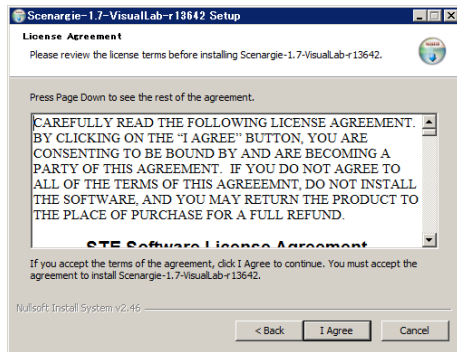 Scenargie-1.7-VisualLab-r13642 Setup
License Agreement
Please review the license terms before installing Scenargie-1.7-VisualLab-r13642.
Press Page Down to see the rest of the agreement.
CAREFULLY READ THE FOLLOWING LICENSE AGREEMENT.
BY CLICKING ON THE “I AGREE” BUTTON, YOU ARE
CONSENTING TO BE BOUND BY AND ARE BECOMING A
PARTY OF THIS AGREEMENT.  IF YOU DO NOT AGREE TO
ALL OF THE TERMS OF THIS AGREEEMNT, DO NOT INSTALL
THE SOFTWARE, AND YOU MAY RETURN THE PRODUCT TO
THE PLACE OF PURCHASE FOR A FULL REFUND.
STE Software License Agreement
If you accept the terms of the agreement, click I Agree to continue. You must accept the
agreement to install Scenargie-1.7-VisualLab-r13642.
Nullsoft Install System v2.46
< Back
I Agree
Cancel